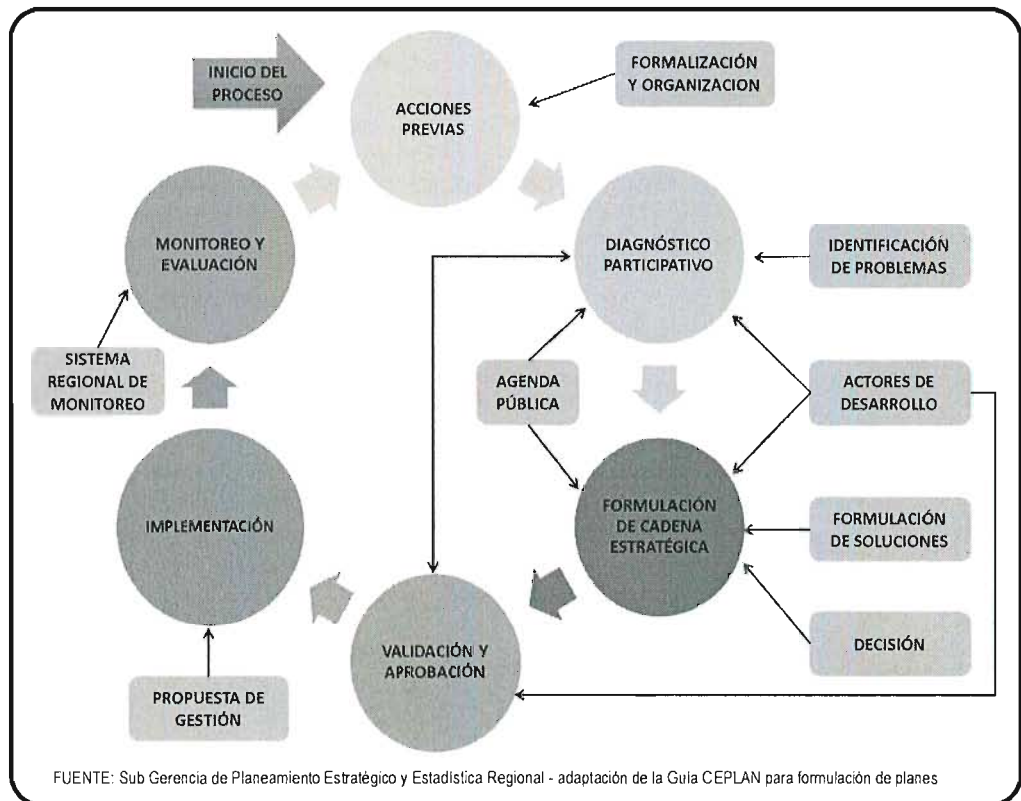 INICIO DEL
PROCESO
ACCIONES
PREVIAS
FORMALIZACIÓN
Y ORGANIZACION
MONITOREO Y
EVALUACIÓN
DIAGNÓSTICO
PARTICIPATIVO
IDENTIFICACIÓN
DE PROBLEMAS
SISTEMA
REGIONAL DE
MONITOREO
AGENDA
PÚBLICA
ACTORES DE
DESARROLLO
IMPLEMENTACIÓN
FORMULACIÓN
DE CADENA
ESTRATÉGICA
FORMULACIÓN
DE SOLUCIONES
VALIDACIÓN Y
APROBACIÓN
DECISIÓN
PROPUESTA DE
GESTIÓN
FUENTE: Sub Gerencia de Planeamiento Estratégico y Estadística Regional - adaptación de la Guía CEPLAN para formulación de planes